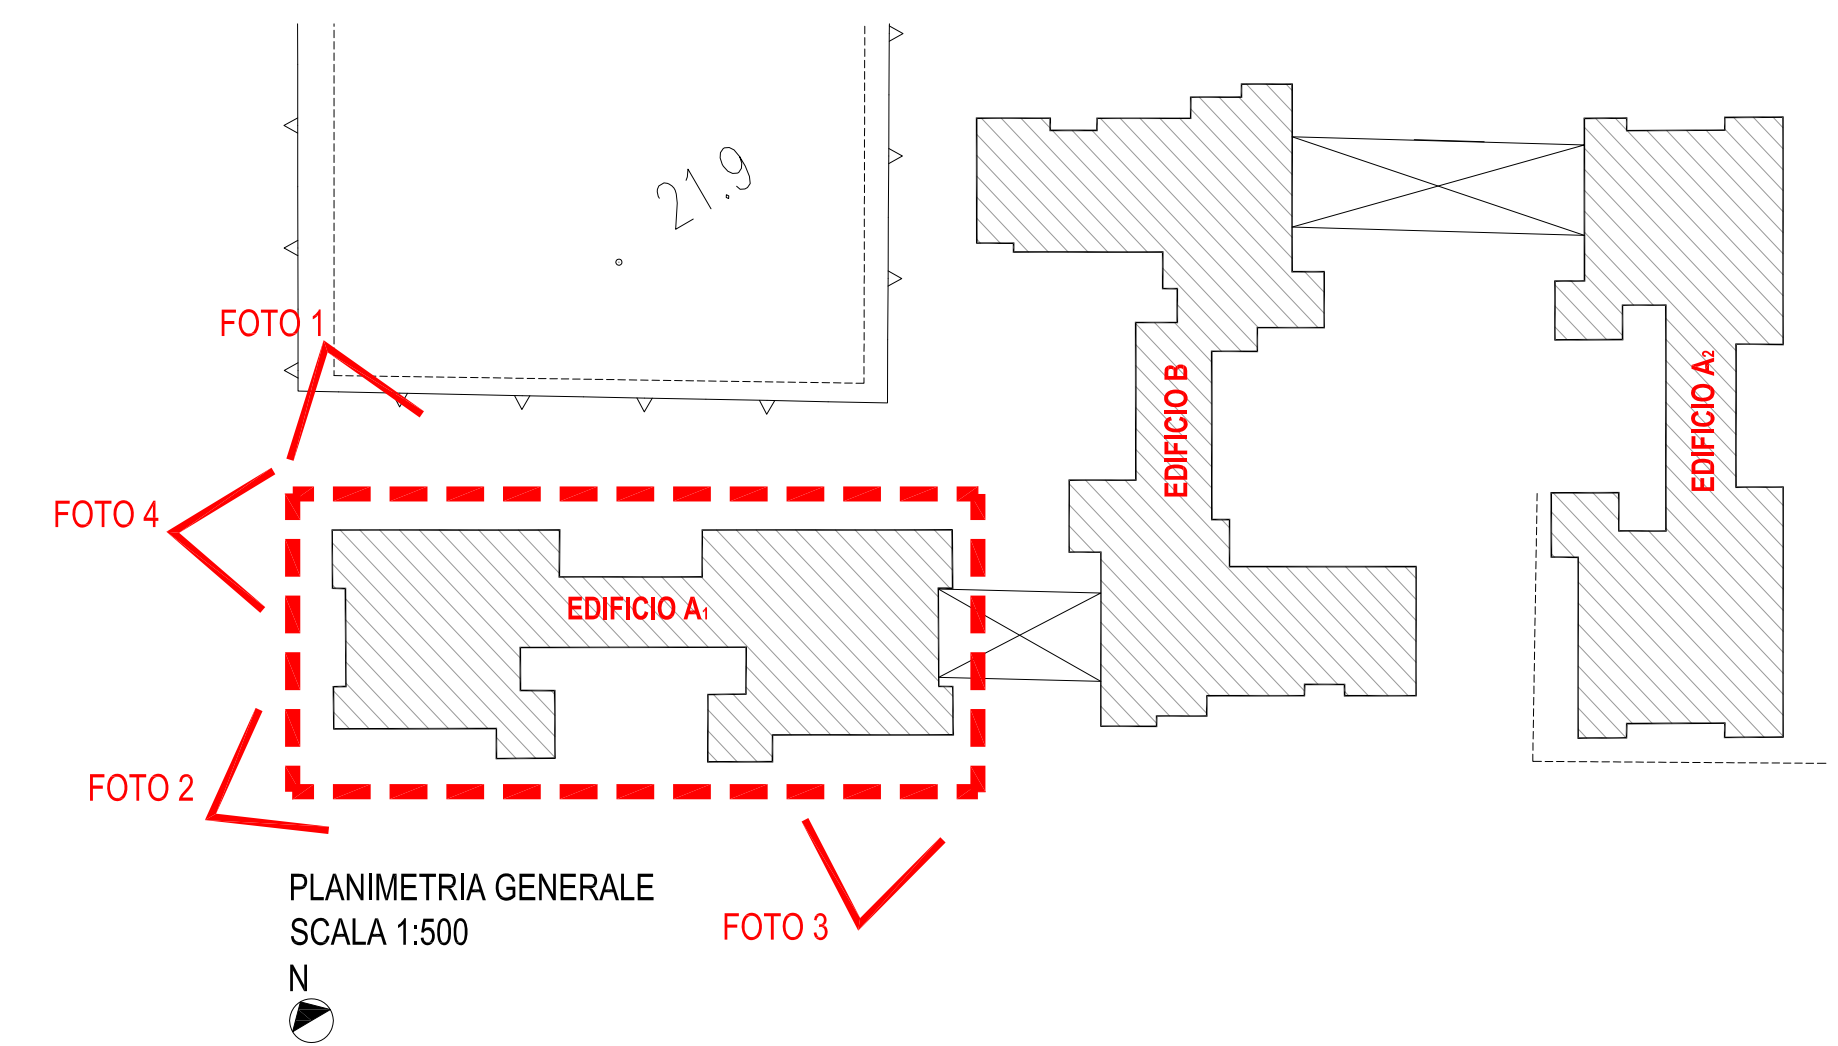 21.9
FOTO 1
EDIFICIO B
EDIFICIO A2
FOTO 4
EDIFICIO A1
FOTO 2
PLANIMETRIA GENERALE
SCALA 1:500
FOTO 3
N